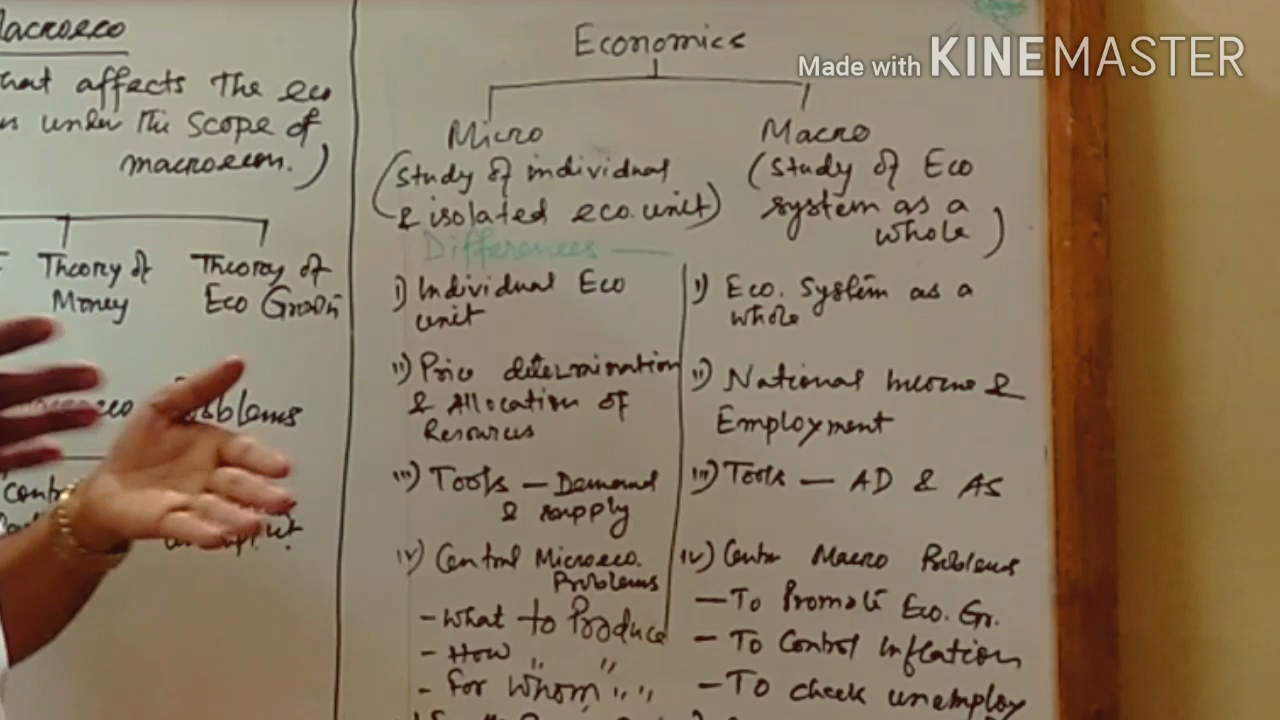 Macroeco
what affects the eco
under the scope of
macroecon.)
Theory of
Money
Theory of
Eco Growth
Problems
Economics
Made with KINEMASTER
Micro
(Study of individual
& isolated eco. unit)
Macro
(Study of Eco
system as a
whole)
Differences —
i) Individual Eco
unit
ii) Price determination
& Allocation of
Resources
iii) Tools — Demand
& supply
iv) Central Microeco.
Problems
- What to Produce
- How " "
- For Whom " "
i) Eco. System as a
whole
ii) National Income &
Employment
iii) Tools — AD & AS
iv) Central Macro Problems
— To Promote Eco. Gr.
- To Control Inflation
- To check unemploy